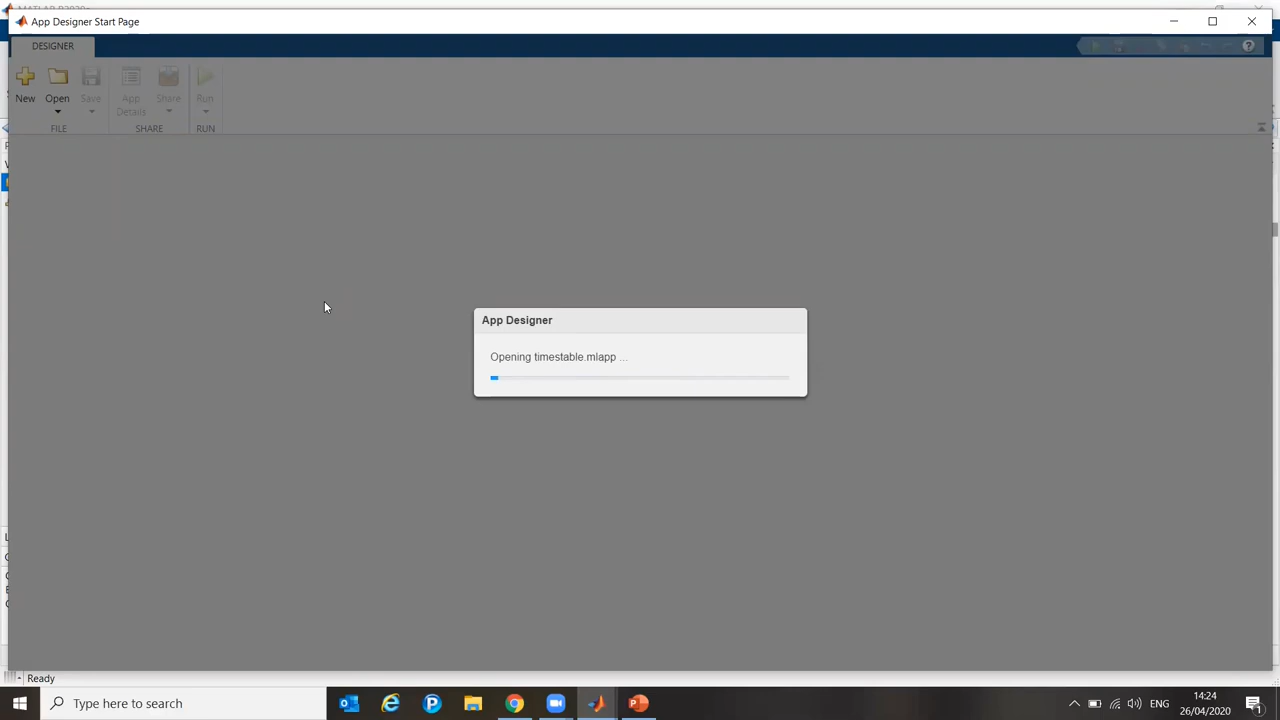 App Designer Start Page
DESIGNER
New
Open
Save
App
Details
Share
Run
FILE
SHARE
RUN
App Designer
Opening timestable.mlapp ...
Ready
Type here to search
ENG
14:24
26/04/2020
1